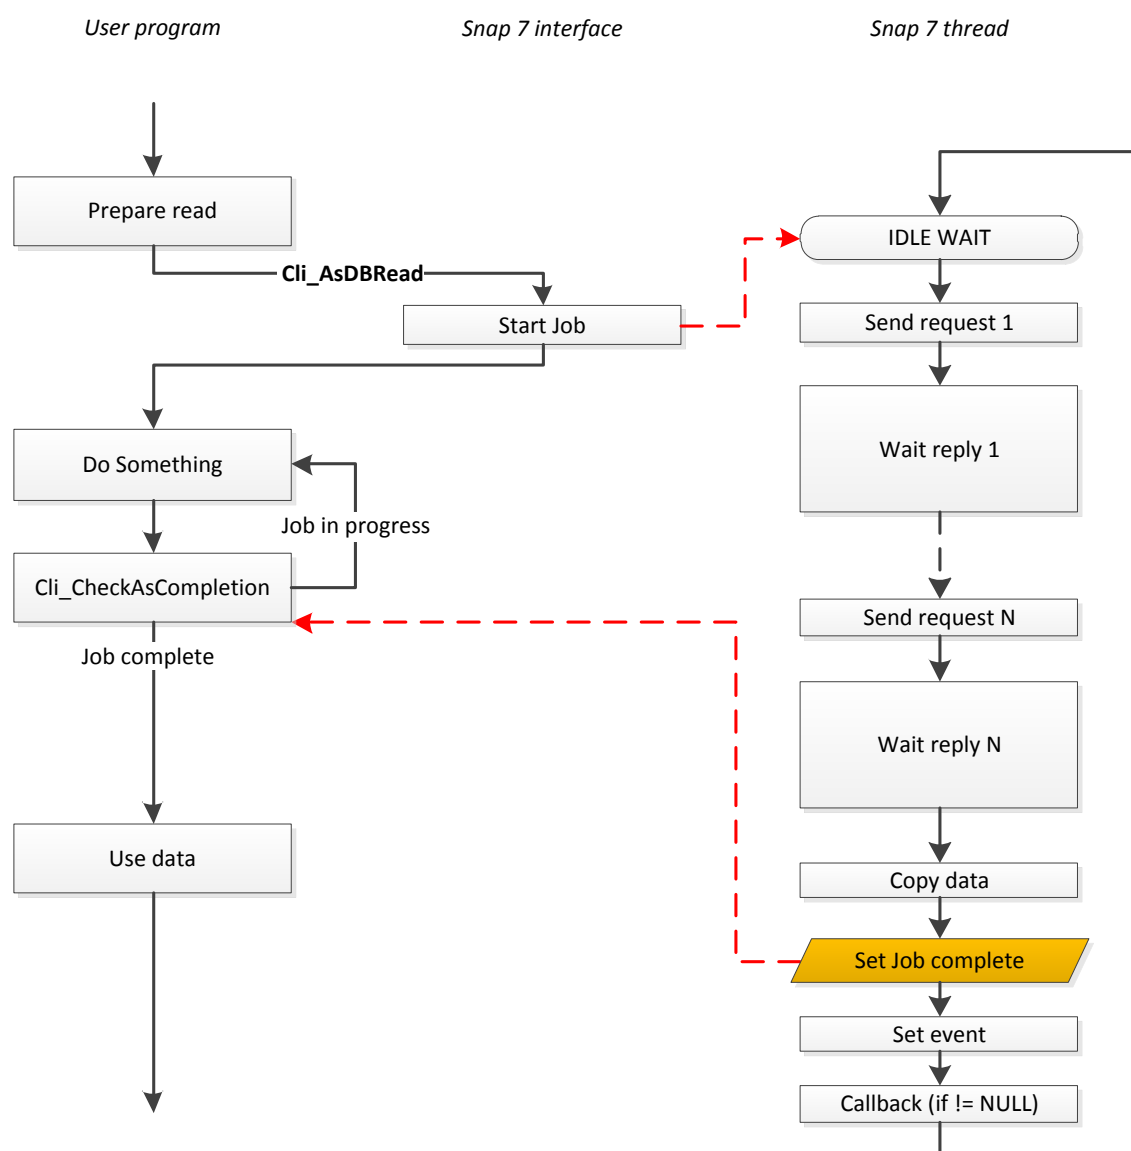 User program
Snap 7 interface
Snap 7 thread
Prepare read
IDLE WAIT
Cli_AsDBRead
Start Job
Send request 1
Do Something
Wait reply 1
Job in progress
Cli_CheckAsCompletion
Send request N
Job complete
Wait reply N
Use data
Copy data
Set Job complete
Set event
Callback (if != NULL)